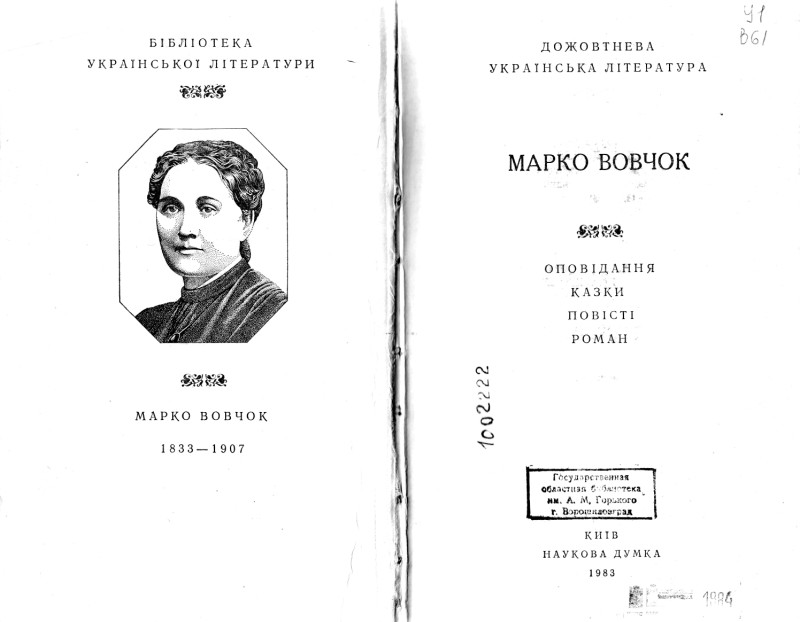 БІБЛІОТЕКА
УКРАЇНСЬКОЇ ЛІТЕРАТУРИ
МАРКО ВОВЧОК
1833—1907
У1
В61
ДОЖОВТНЕВА
УКРАЇНСЬКА ЛІТЕРАТУРА
МАРКО ВОВЧОК
ОПОВІДАННЯ
КАЗКИ
ПОВІСТІ
РОМАН
1002222
Государственная
областная библиотека
им. А. М. Горького
г. Ворошиловград
КИЇВ
НАУКОВА ДУМКА
1983
1984